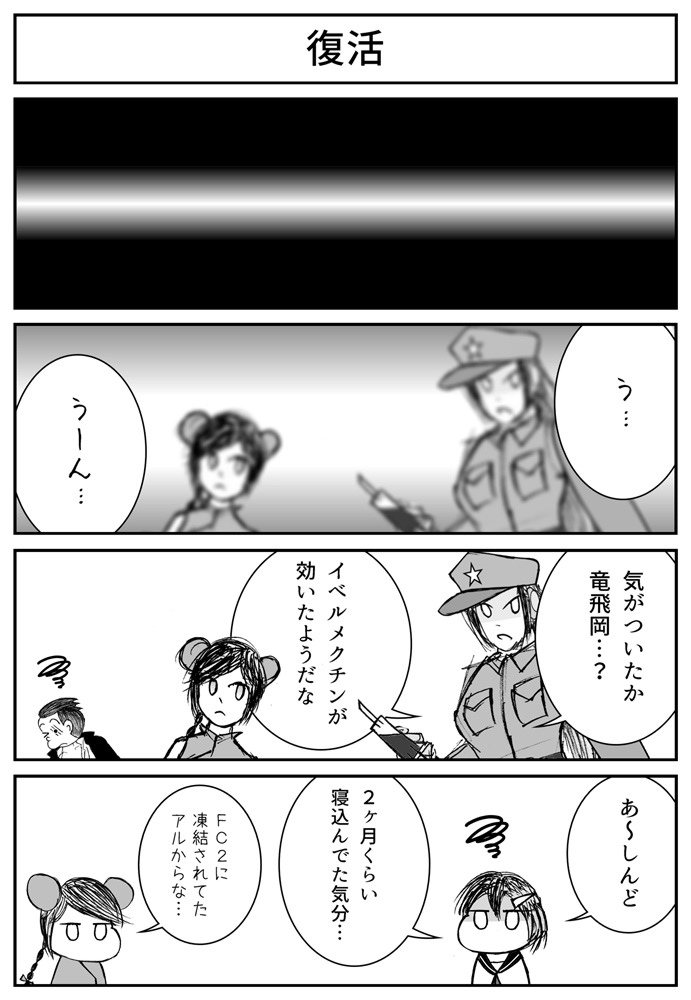 復活
う…
うーん…
気がついたか
竜飛岡…？
イベルメクチンが
効いたようだな
あ～しんど
２ヶ月くらい
寝込んでた気分…
ＦＣ２に
凍結されてた
アルからな…